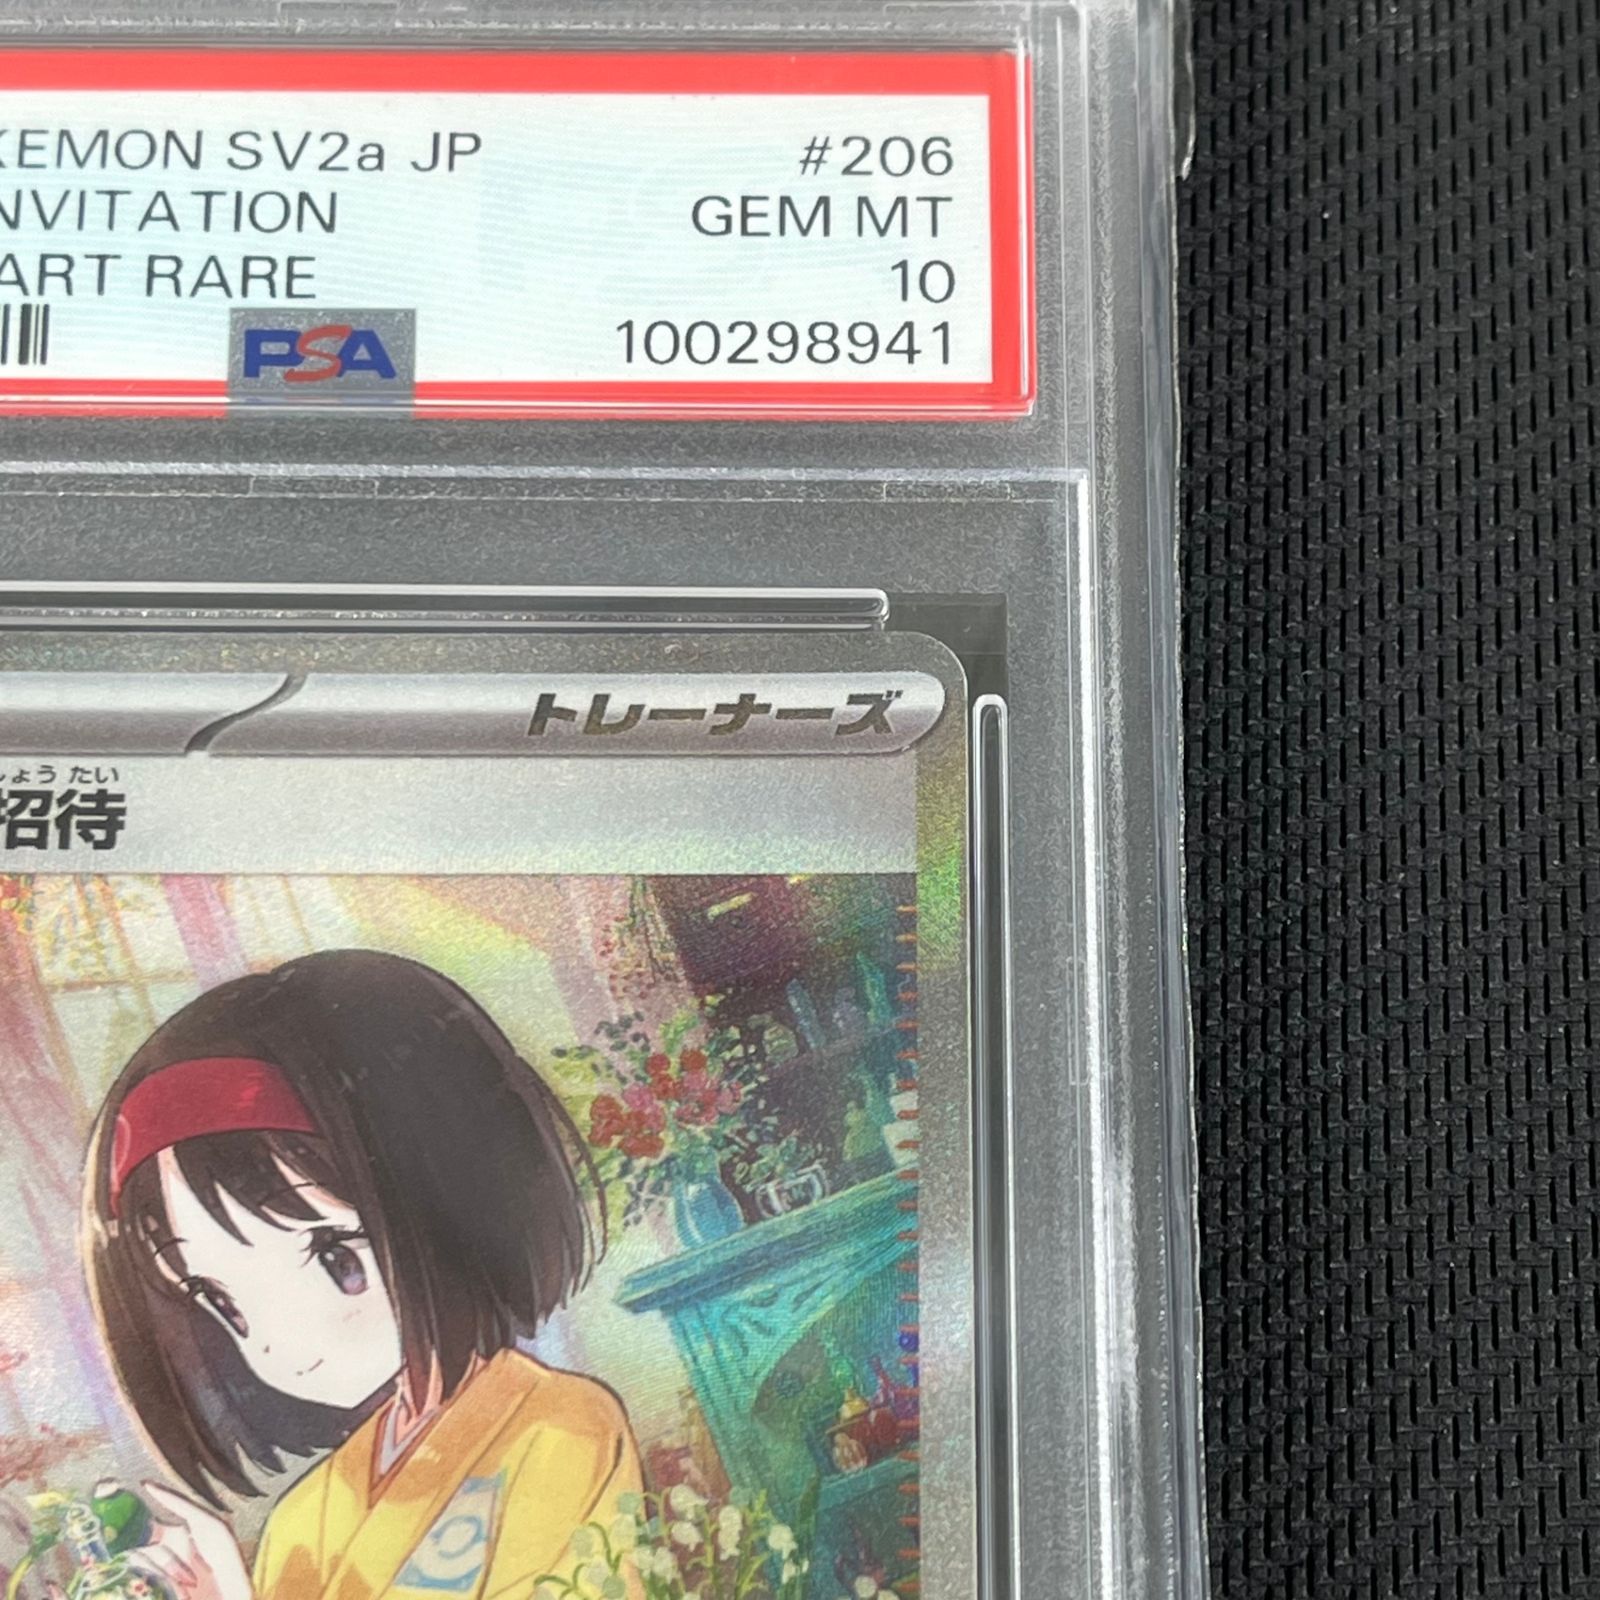 KEMON SV2a JP #206
NVITATION GEM MT
ART RARE 10
PSA 100298941
トレーナーズ
しょうたい
招待